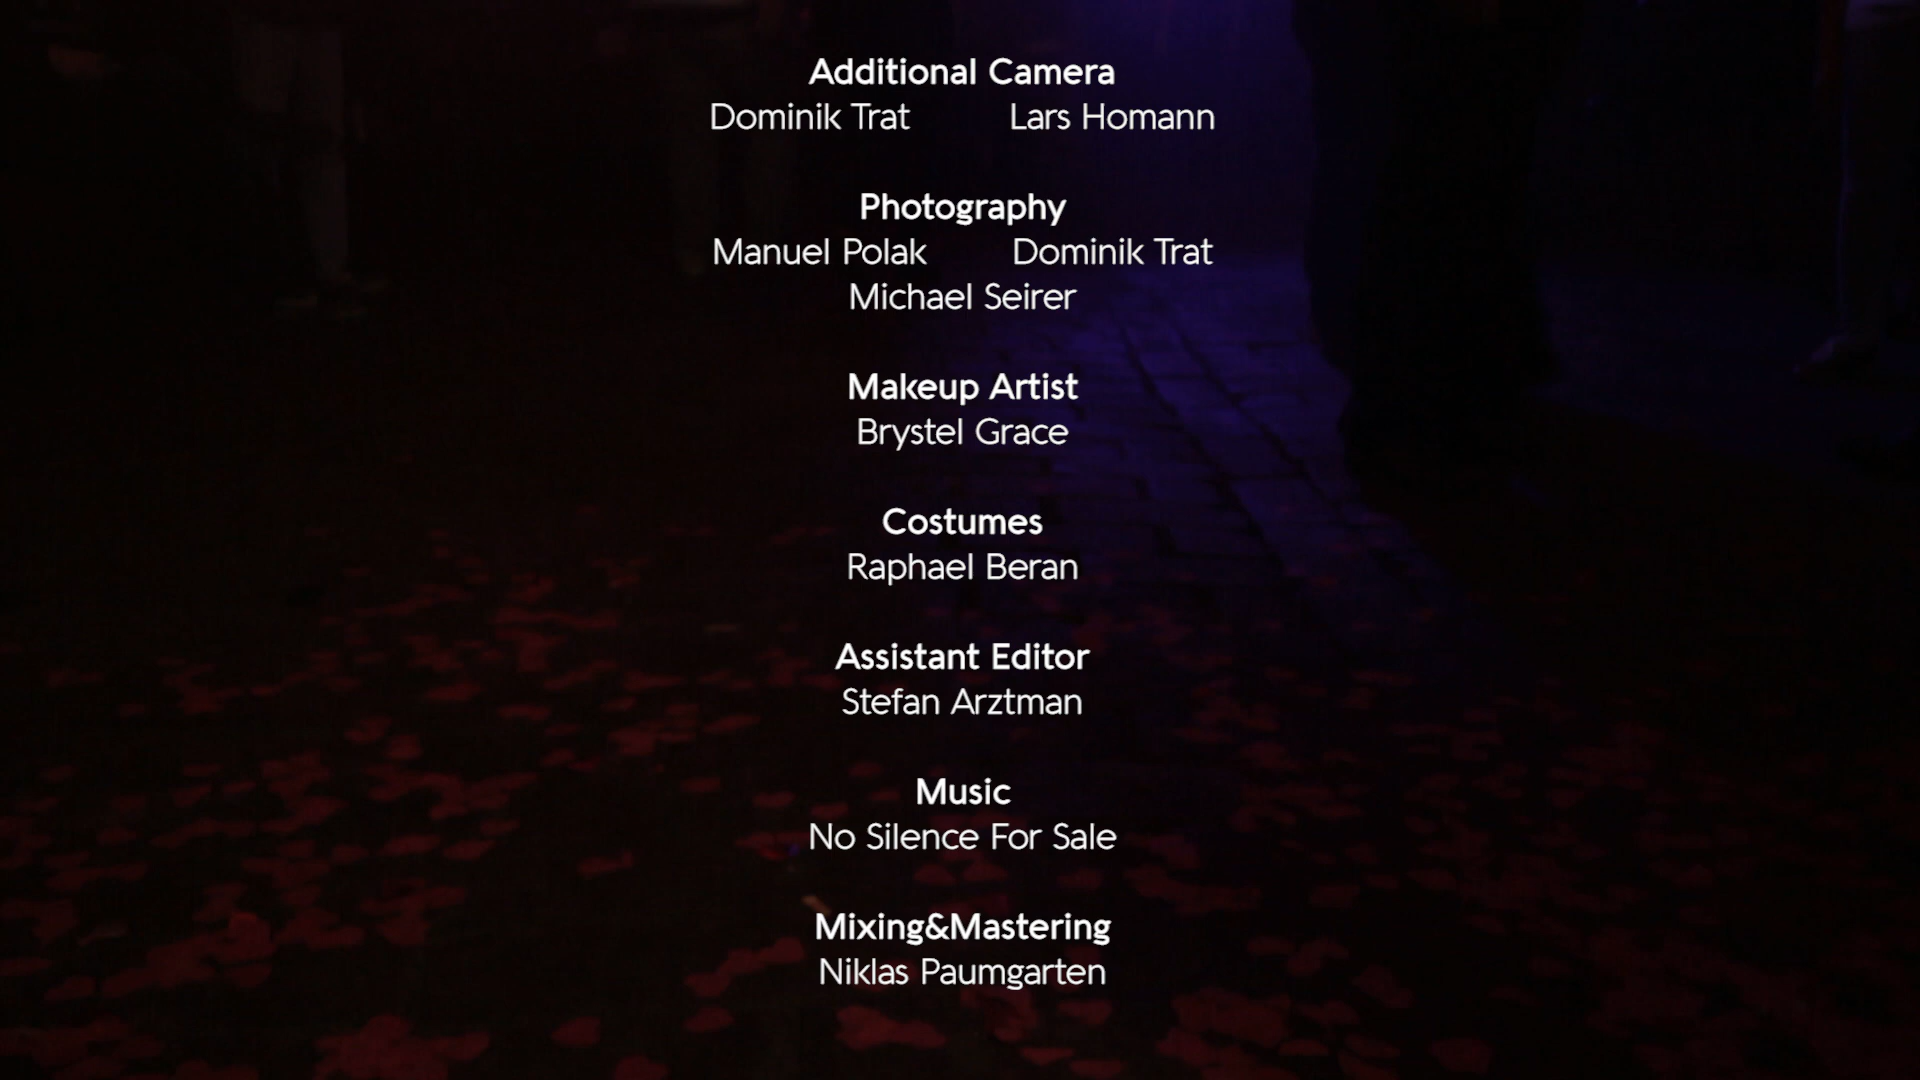 Additional Camera
Dominik Trat Lars Homann
Photography
Manuel Polak Dominik Trat
Michael Seirer
Makeup Artist
Brystel Grace
Costumes
Raphael Beran
Assistant Editor
Stefan Arztman
Music
No Silence For Sale
Mixing&Mastering
Niklas Paumgarten